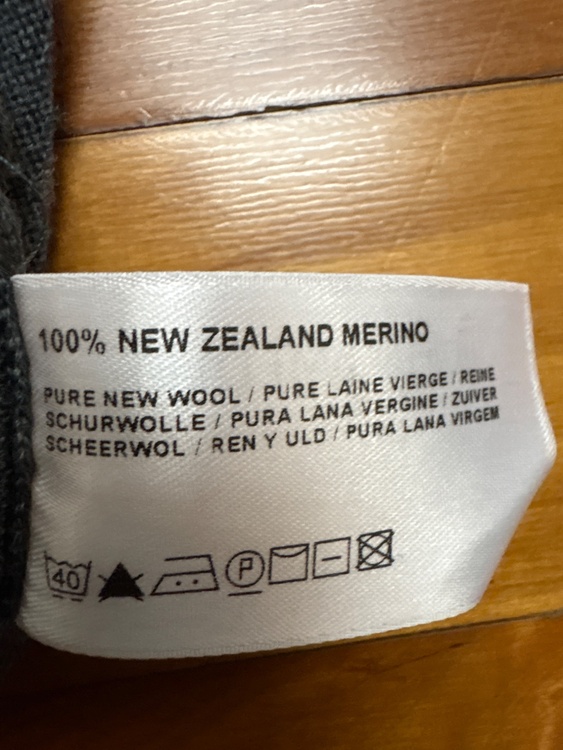 100% NEW ZEALAND MERINO
PURE NEW WOOL / PURE LAINE VIERGE / REINE
SCHURWOLLE / PURA LANA VERGINE / ZUIVER
SCHEERWOL / REN Y ULD / PURA LANA VIRGEM
40 P